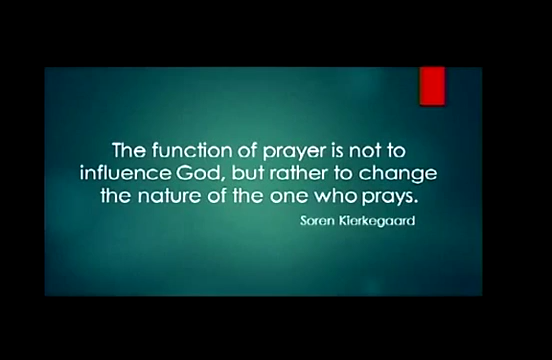 The function of prayer is not to
influence God, but rather to change
the nature of the one who prays.
Soren Kierkegaard